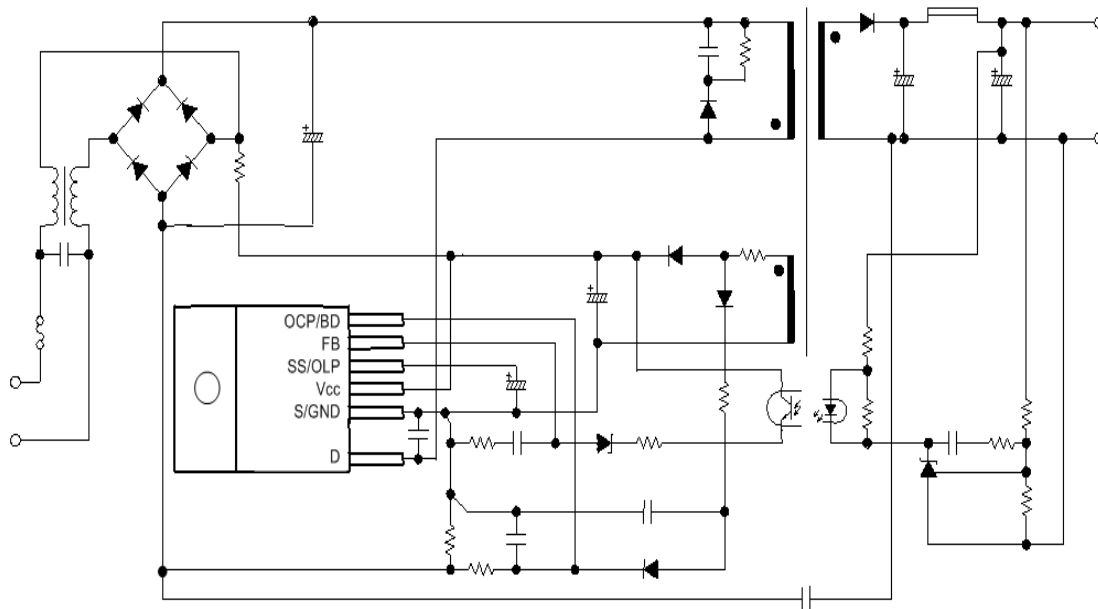 OCP/BD
FB
SS/OLP
Vcc
S/GND
D